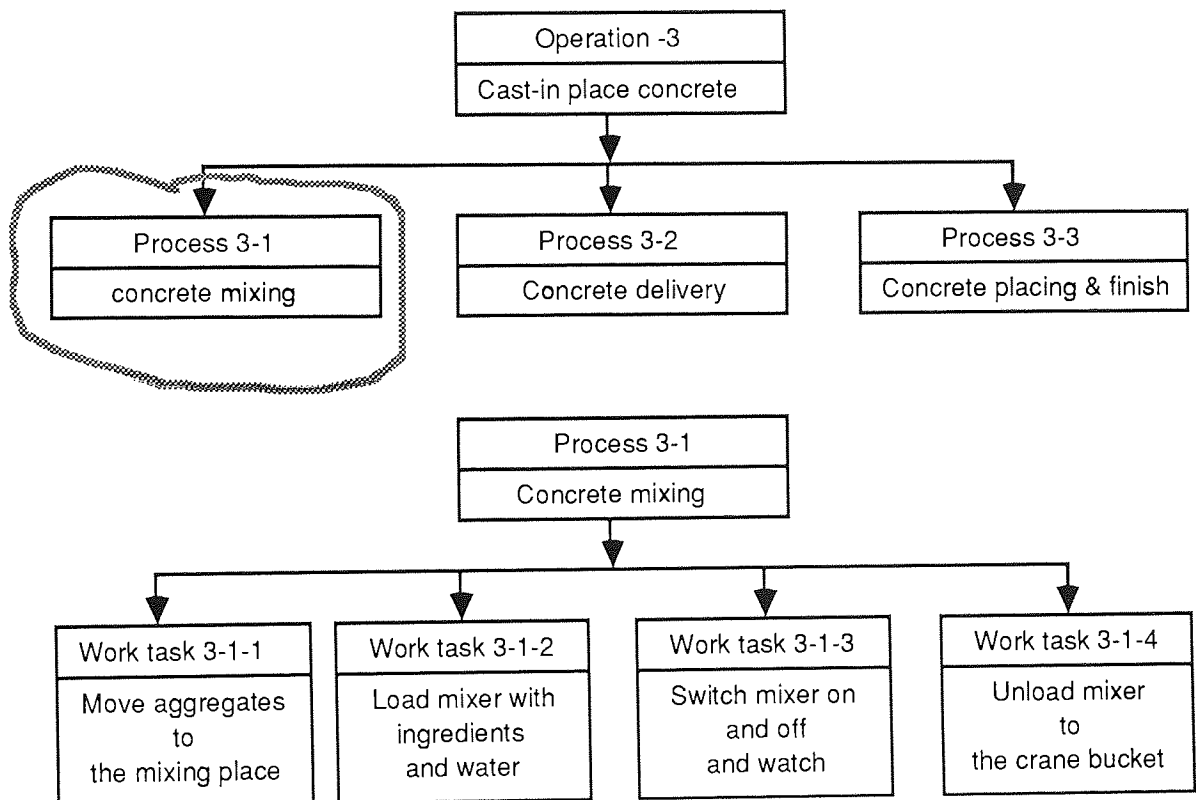 Operation -3
Cast-in place concrete
Process 3-1
concrete mixing
Process 3-2
Concrete delivery
Process 3-3
Concrete placing & finish
Process 3-1
Concrete mixing
Work task 3-1-1
Move aggregates
to
the mixing place
Work task 3-1-2
Load mixer with
ingredients
and water
Work task 3-1-3
Switch mixer on
and off
and watch
Work task 3-1-4
Unload mixer
to
the crane bucket